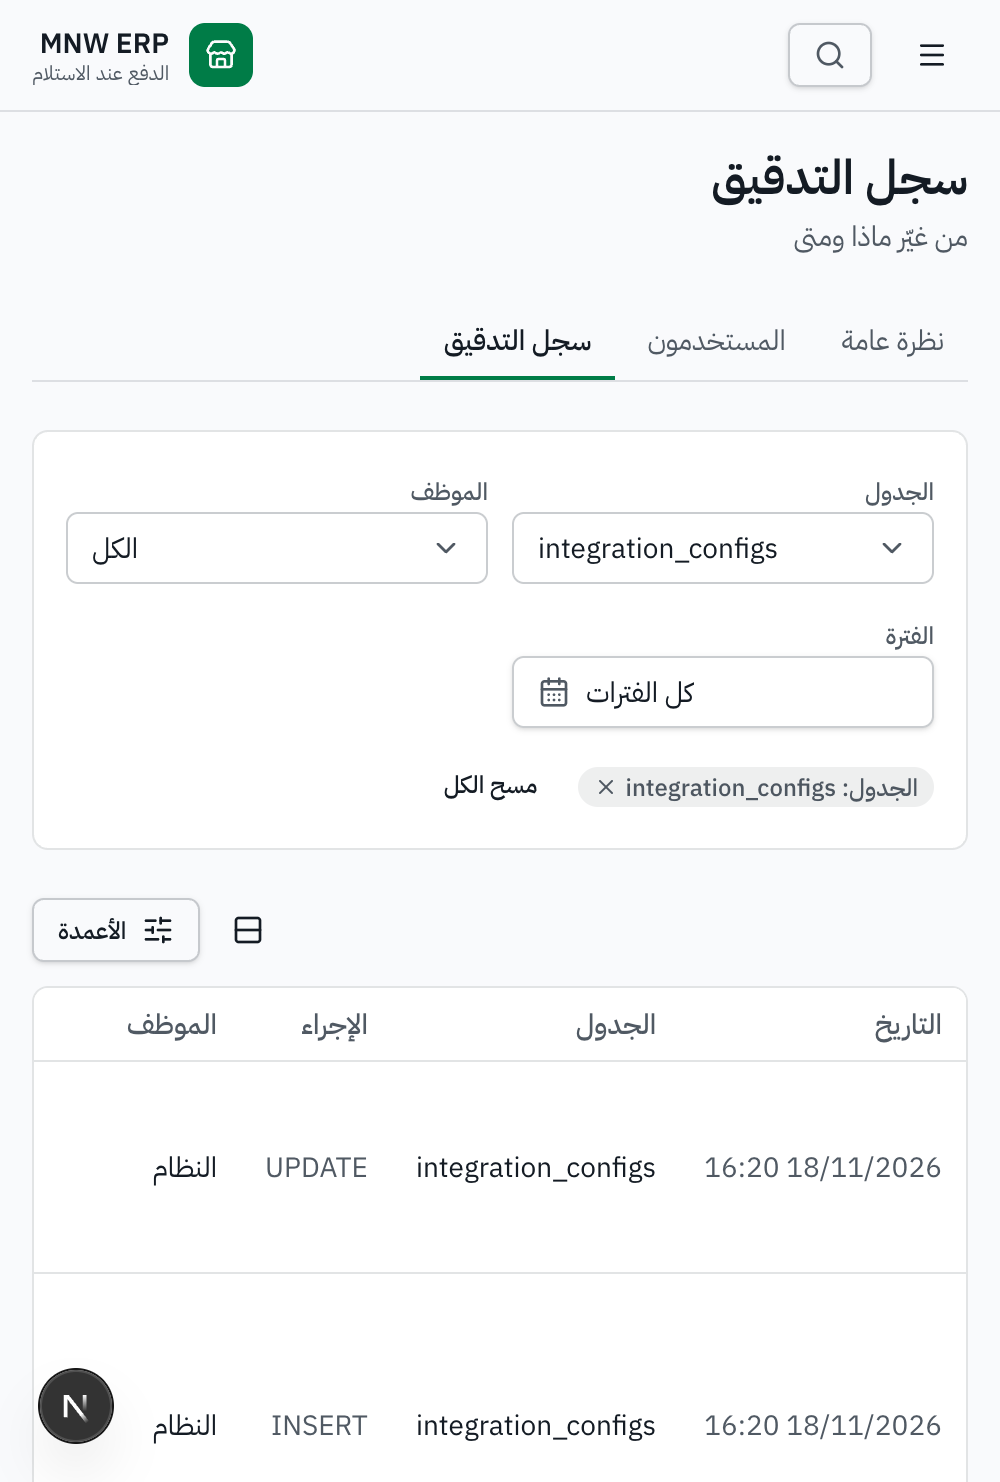 MNW ERP
الدفع عند الاستلام
سجل التدقيق
من غيّر ماذا ومتى
نظرة عامة
المستخدمون
سجل التدقيق
الجدول
الموظف
integration_configs
الكل
الفترة
كل الفترات
الجدول: integration_configs
مسح الكل
الأعمدة
التاريخ
الجدول
الإجراء
الموظف
16:20 18/11/2026
integration_configs
UPDATE
النظام
16:20 18/11/2026
integration_configs
INSERT
النظام
N